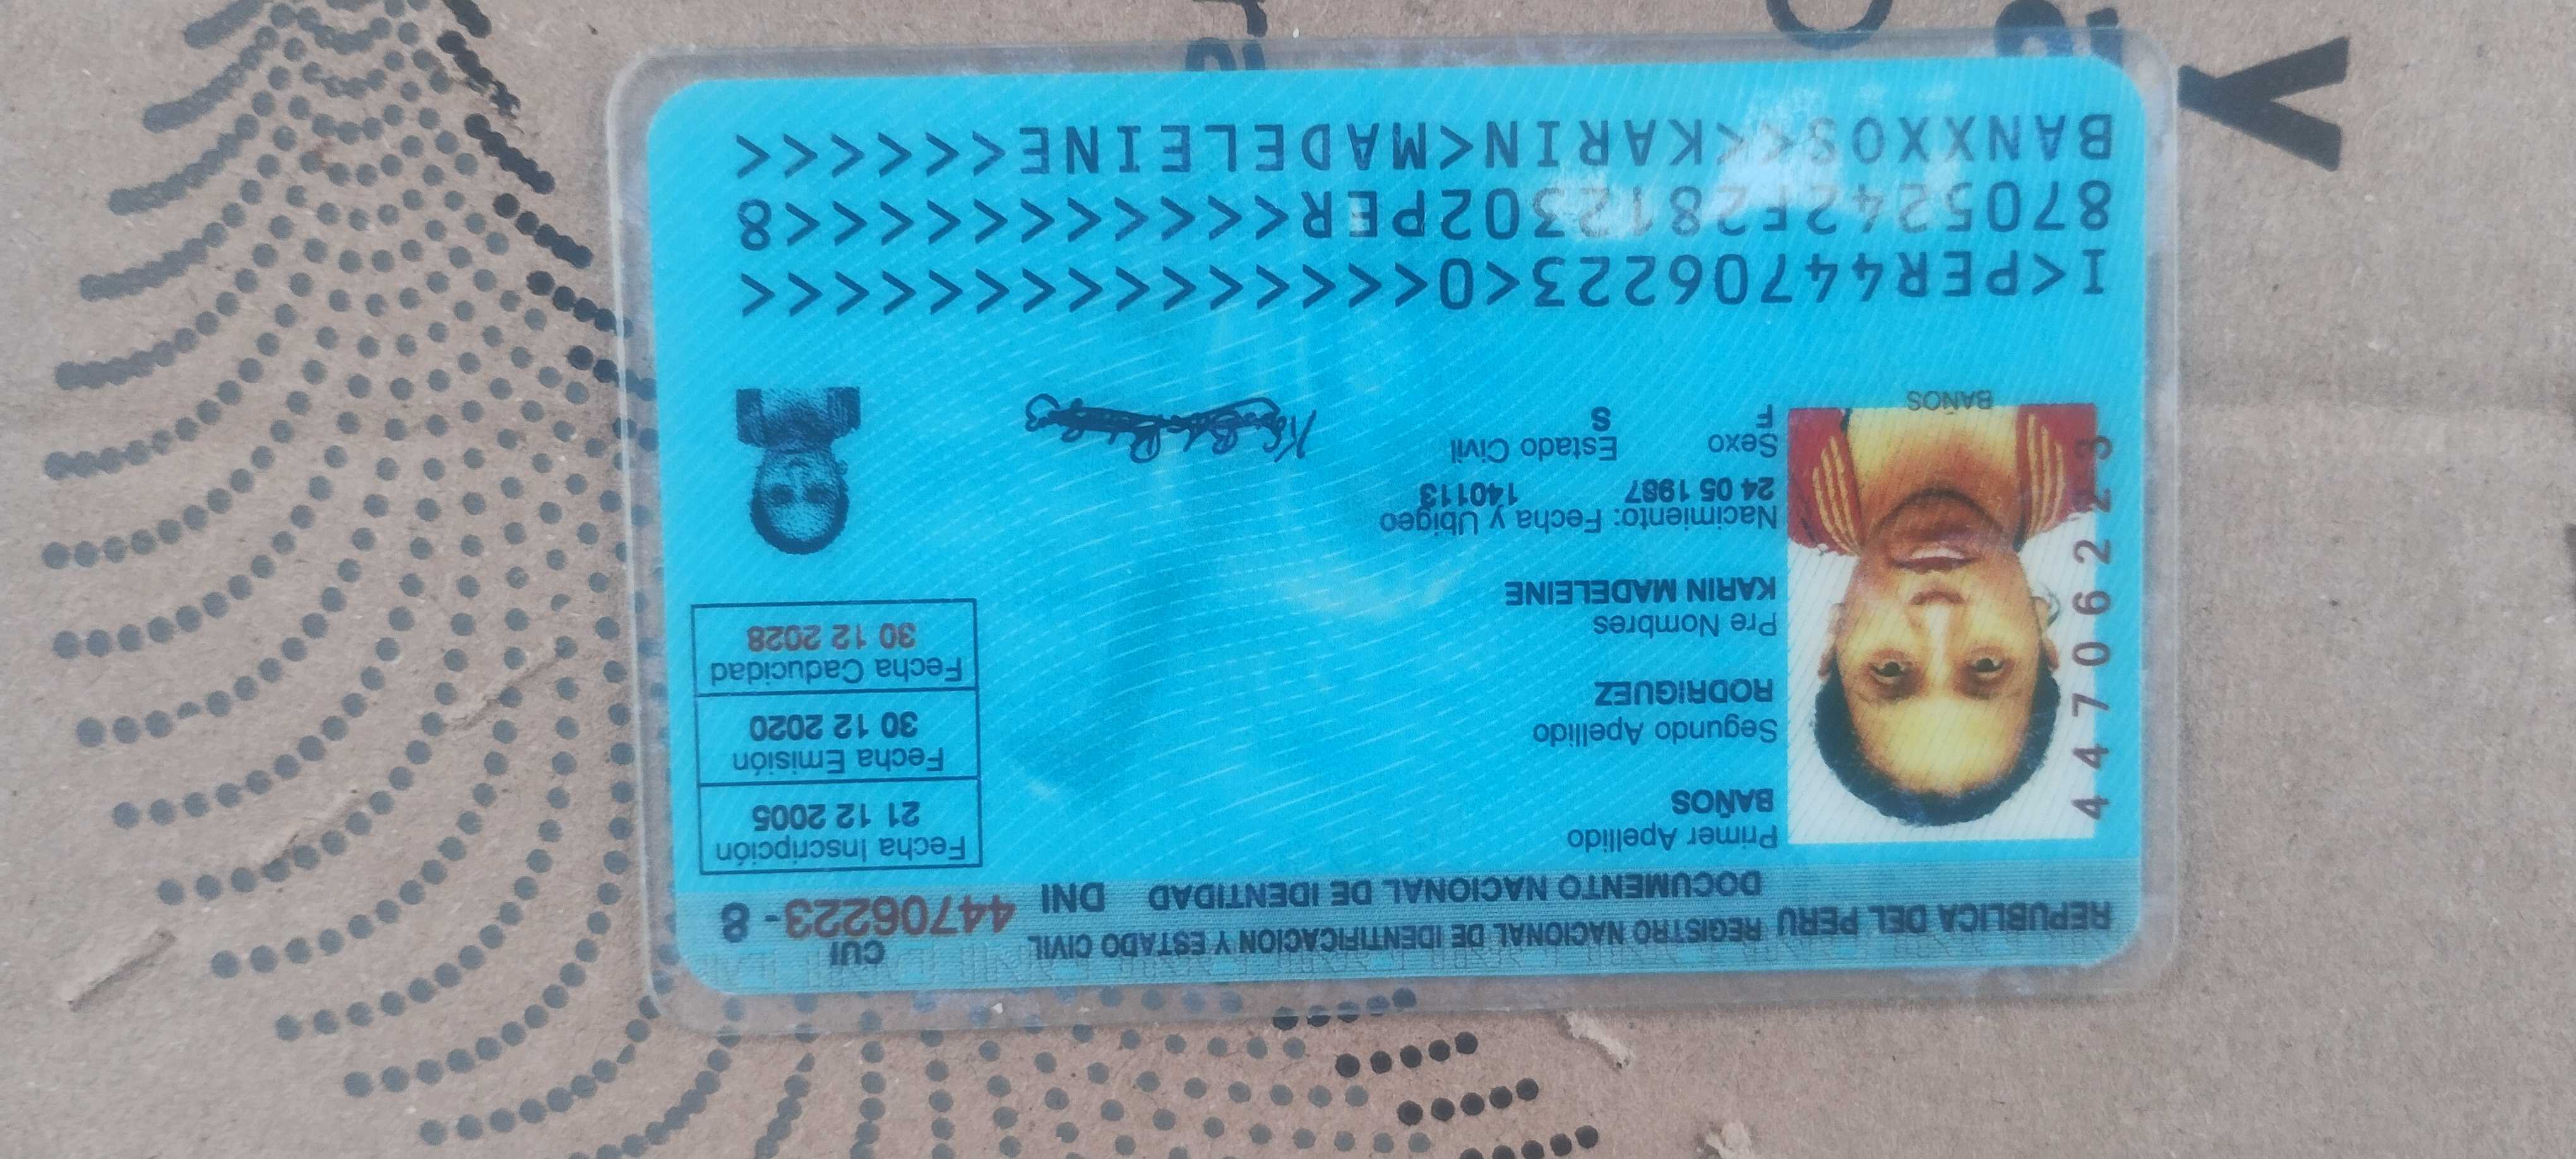 REPUBLICA DEL PERU REGISTRO NACIONAL DE IDENTIFICACION Y ESTADO CIVIL
DOCUMENTO NACIONAL DE IDENTIDAD DNI
CUI
44706223 - 8
Primer Apellido
BAÑOS
Segundo Apellido
RODRIGUEZ
Pre Nombres
KARIN MADELEINE
Nacimiento: Fecha y Ubigeo
24 05 1987 140113
Sexo Estado Civil
F S
Fecha Inscripción
21 12 2005
Fecha Emisión
30 12 2020
Fecha Caducidad
30 12 2028
44706223
BAÑOS
I<PER44706223<0<<<<<<<<<<<<<<<
8705242F2812302PER<<<<<<<<<<<8
BANXXOS<<KARIN<MADELEINE<<<<<<
Y